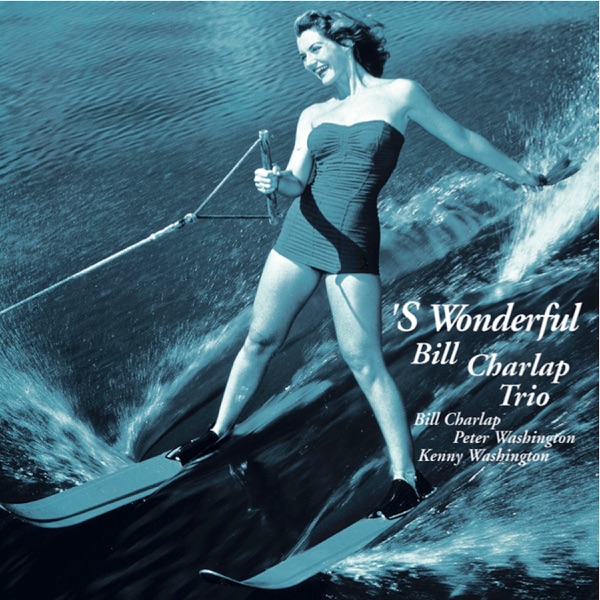 'S Wonderful
Bill Charlap
Trio
Bill Charlap
Peter Washington
Kenny Washington